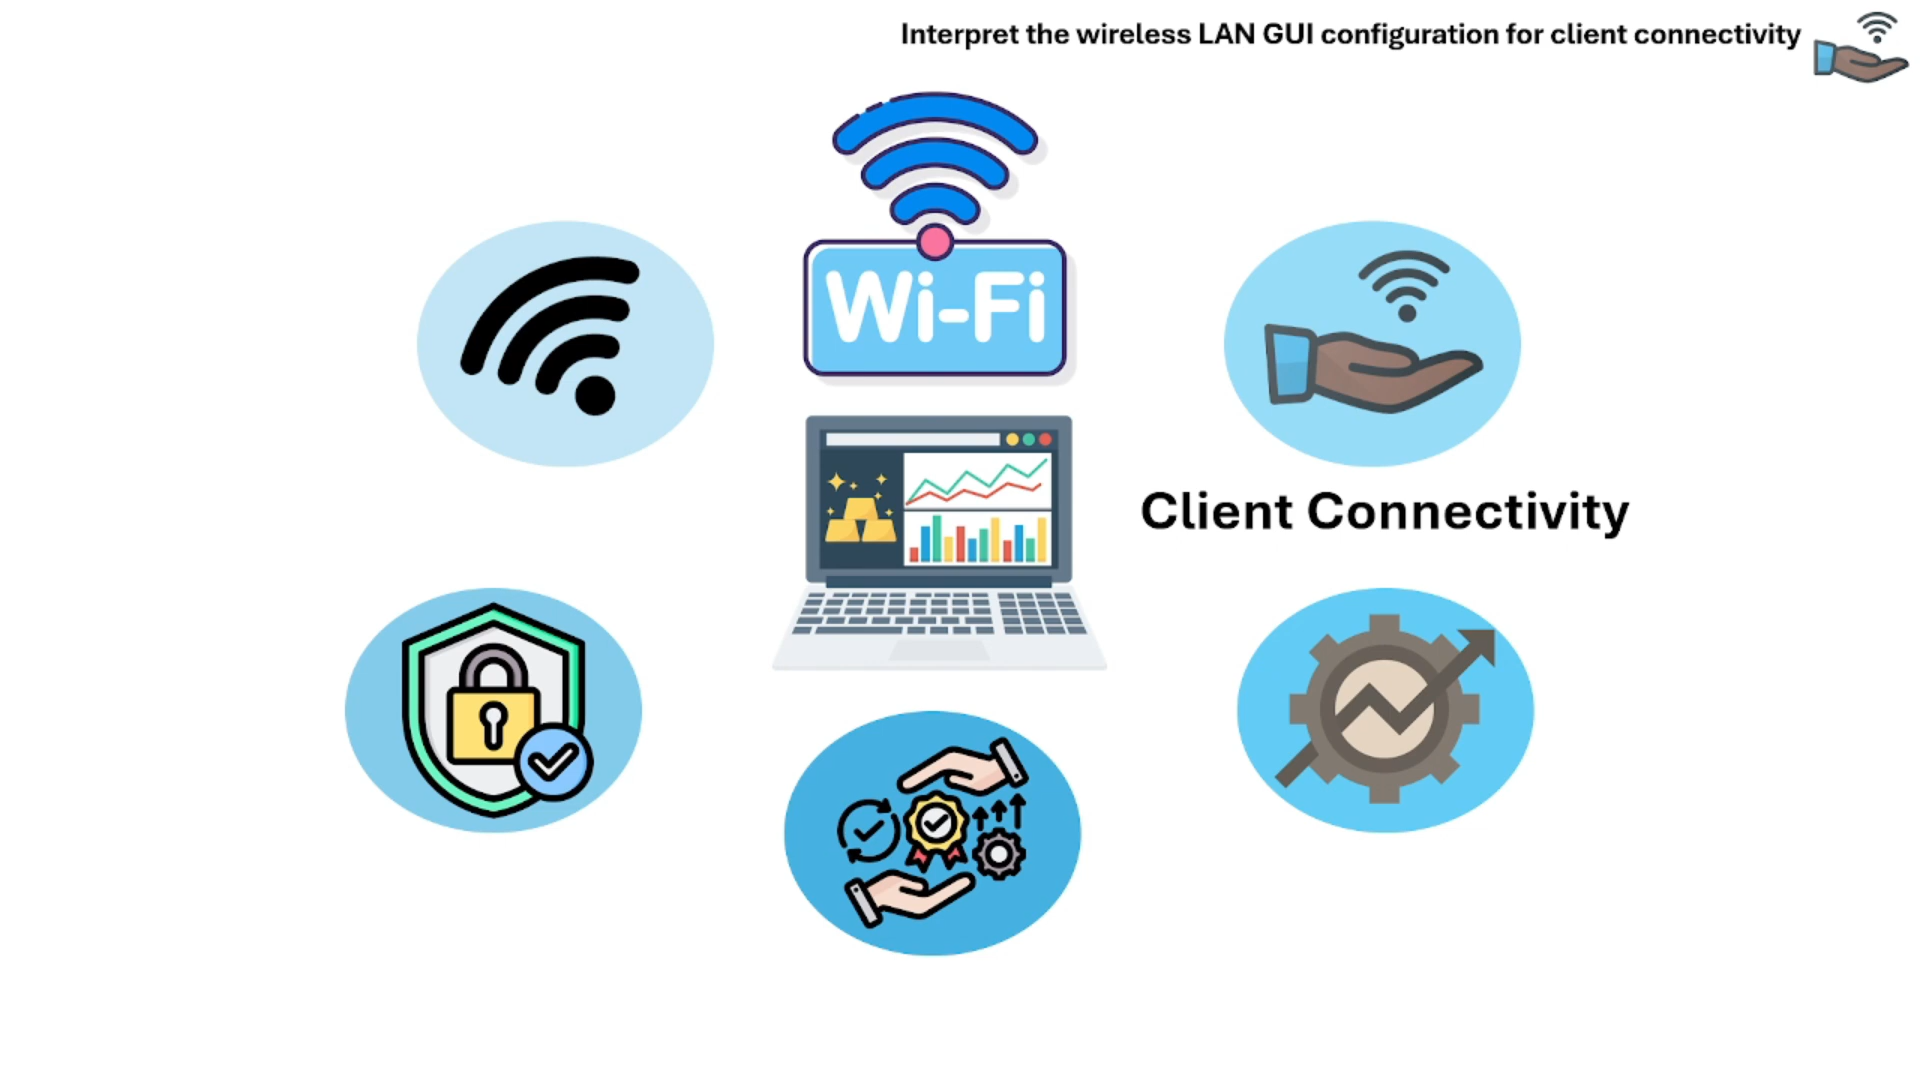 Interpret the wireless LAN GUI configuration for client connectivity
Wi-Fi
Client Connectivity